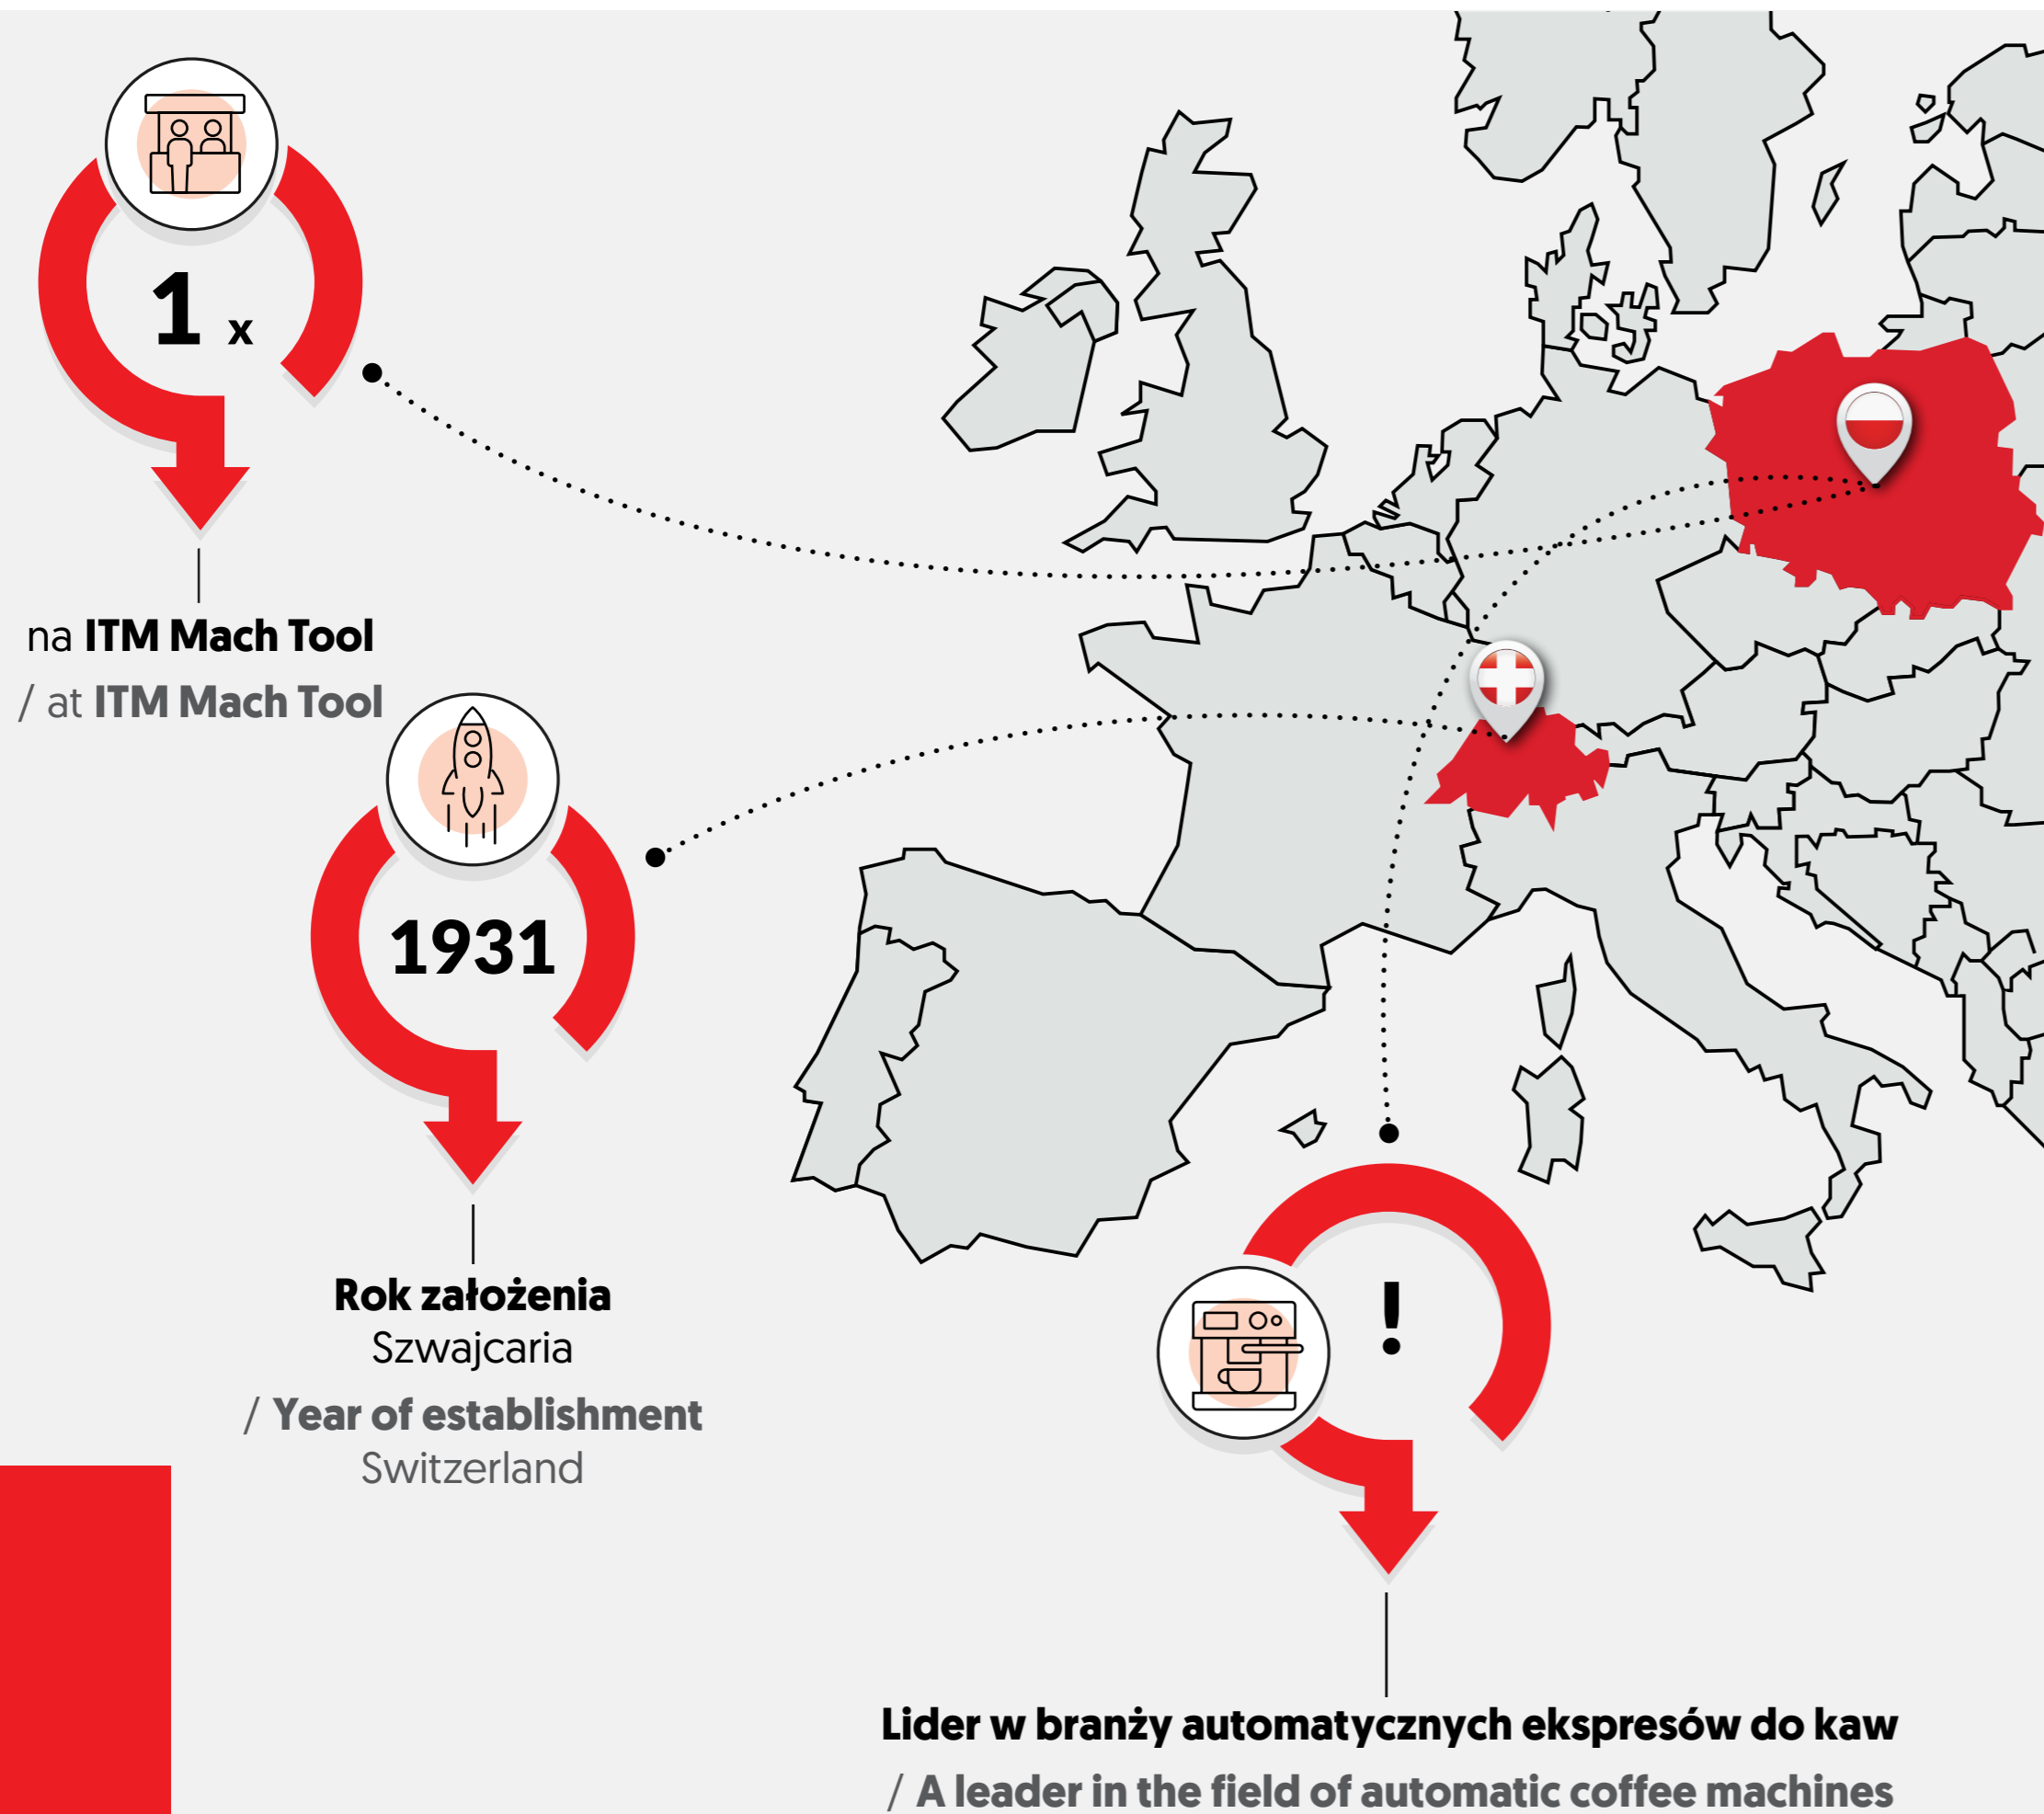 1 x
na ITM Mach Tool
/ at ITM Mach Tool
1931
Rok założenia
Szwajcaria
/ Year of establishment
Switzerland
!
Lider w branży automatycznych ekspresów do kaw
/ A leader in the field of automatic coffee machines